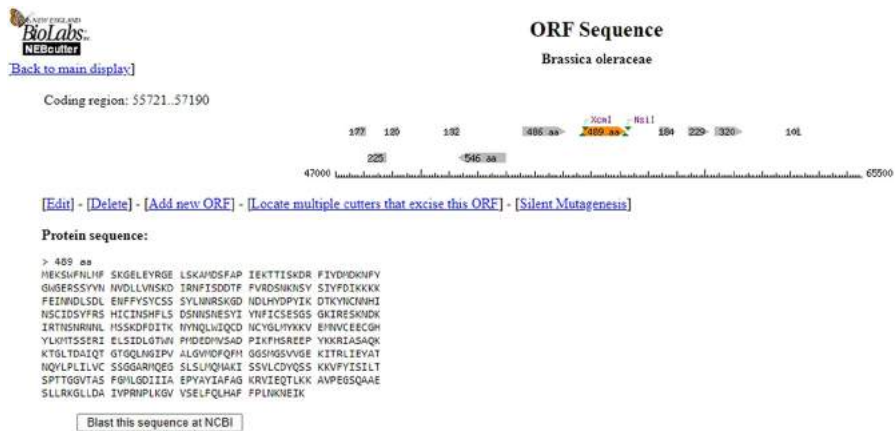 NEW ENGLAND
BioLabs Inc.
NEBcutter
[Back to main display]
ORF Sequence
Brassica oleraceae
Coding region: 55721..57190
XcmI NsiI
177 120 132 486 aa 489 aa 184 229 320 101
225 546 aa
47000 65500
[Edit] - [Delete] - [Add new ORF] - [Locate multiple cutters that excise this ORF] - [Silent Mutagenesis]
Protein sequence:
> 489 aa
MEKSWFNLMF SKGELEYRGE LSKAMDSFAP IEKTTISKDR FIYDMDKNFY
GWGERSSYYN NVDLLVNSKD IRNFISDDTF FVRDSNKNSY SIYFDIKKKK
FEINNDLSDL ENFFYSYCSS SYLNNRSKGD NDLHYDPYIK DTKYNCNNHI
NSCIDSYFRS HICINSHFLS DSNNSNESYI YNFICSESGS GKIRESKNDK
IRTNSNRNNL MSSKDFDITK NYNQLWIQCD NCYGLMYKKV EMNVCEECGH
YLKMTSSERI ELSIDLGTWN PMDEDMVSAD PIKFHSREEP YKKRIASAQK
KTGLTDAIQT GTGQLNGIPV ALGVMDFQFM GGSMGSVVGE KITRLIEYAT
NQYLPLILVC SSGGARMQEG SLSLMQMAKI SSVLCDYQSS KKVFYISILT
SPTTGGVTAS FGMLGDIIIA EPYAYIAFAG KRVIEQTLKK AVPEGSQAAE
SLLRKGLLDA IVPRNPLKGV VSELFQLHAF FPLNKNEIK
Blast this sequence at NCBI